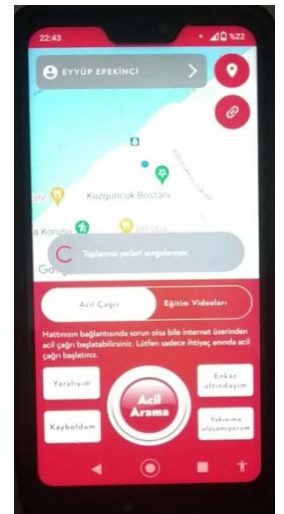 22:43
%22
EYYÜP EPEKİNCİ
Kuzguncuk Bostanı
Toplanma yerleri sorgulanıyor.
Acil Çağrı
Eğitim Videoları
Hattınızın bağlantısında sorun olsa bile internet üzerinden
acil çağrı başlatabilirsiniz. Lütfen sadece ihtiyaç anında acil
çağrı başlatınız.
Yaralıyım
Acil
Arama
Enkaz
altındayım
Kayboldum
Yakınıma
ulaşamıyorum